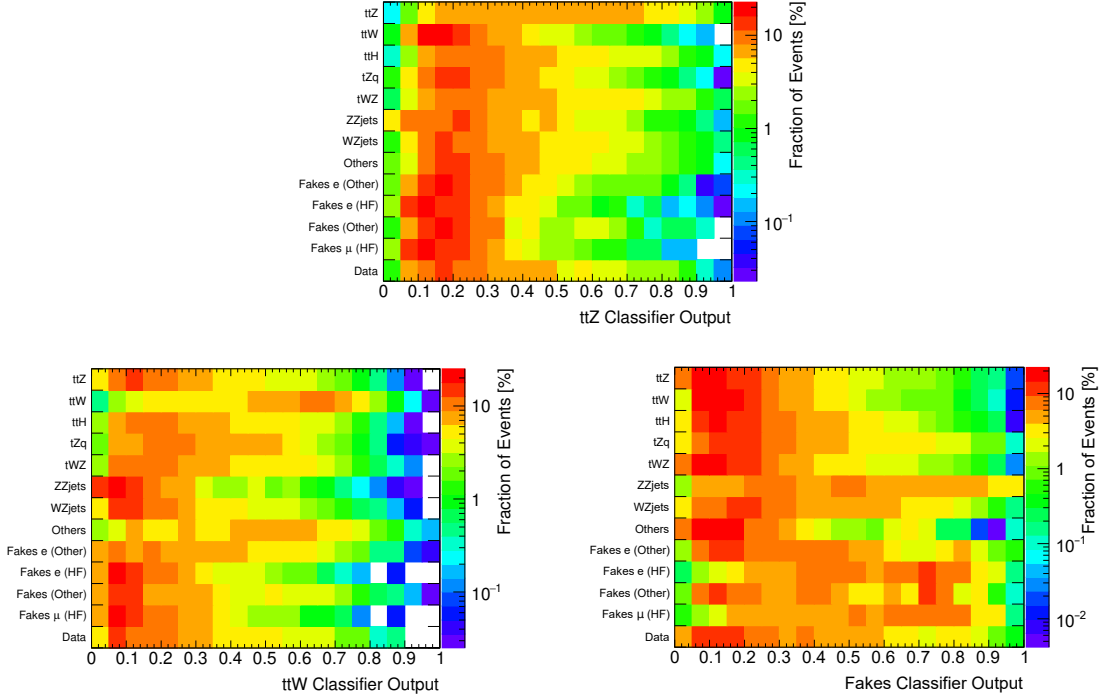 ttZ
ttW
ttH
tZq
tWZ
ZZjets
WZjets
Others
Fakes e (Other)
Fakes e (HF)
Fakes (Other)
Fakes μ (HF)
Data
0 0.1 0.2 0.3 0.4 0.5 0.6 0.7 0.8 0.9 1
ttZ Classifier Output
10
1
10⁻¹
Fraction of Events [%]
ttZ
ttW
ttH
tZq
tWZ
ZZjets
WZjets
Others
Fakes e (Other)
Fakes e (HF)
Fakes (Other)
Fakes μ (HF)
Data
0 0.1 0.2 0.3 0.4 0.5 0.6 0.7 0.8 0.9 1
ttW Classifier Output
10
1
10⁻¹
Fraction of Events [%]
ttZ
ttW
ttH
tZq
tWZ
ZZjets
WZjets
Others
Fakes e (Other)
Fakes e (HF)
Fakes (Other)
Fakes μ (HF)
Data
0 0.1 0.2 0.3 0.4 0.5 0.6 0.7 0.8 0.9 1
Fakes Classifier Output
10
1
10⁻¹
10⁻²
Fraction of Events [%]